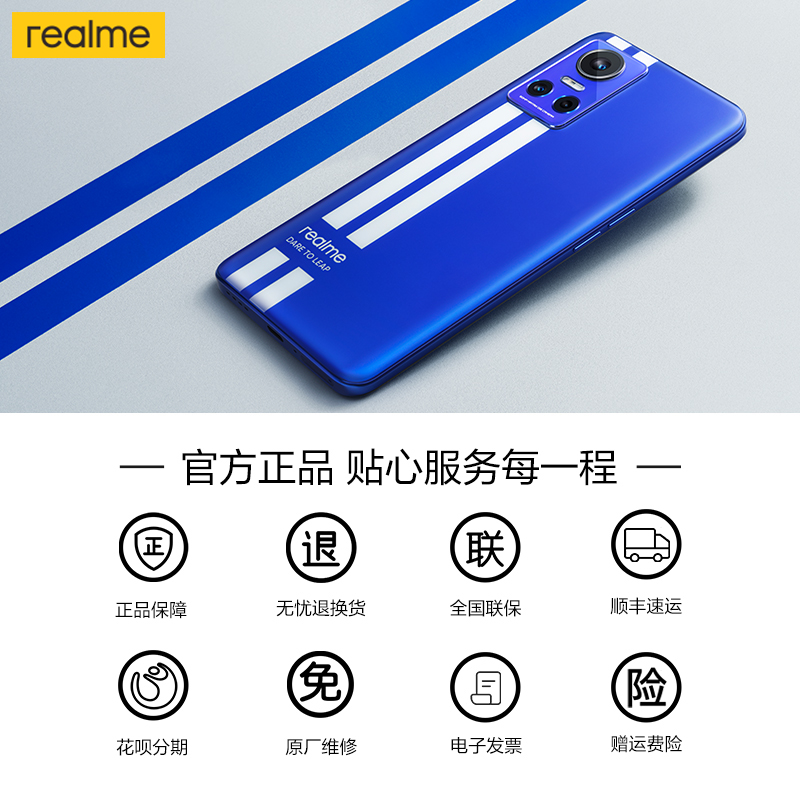 realme
realme
DARE TO LEAP
官方正品 贴心服务每一程
正
退
联
正品保障
无忧退换货
全国联保
顺丰速运
免
险
花呗分期
原厂维修
电子发票
赠运费险